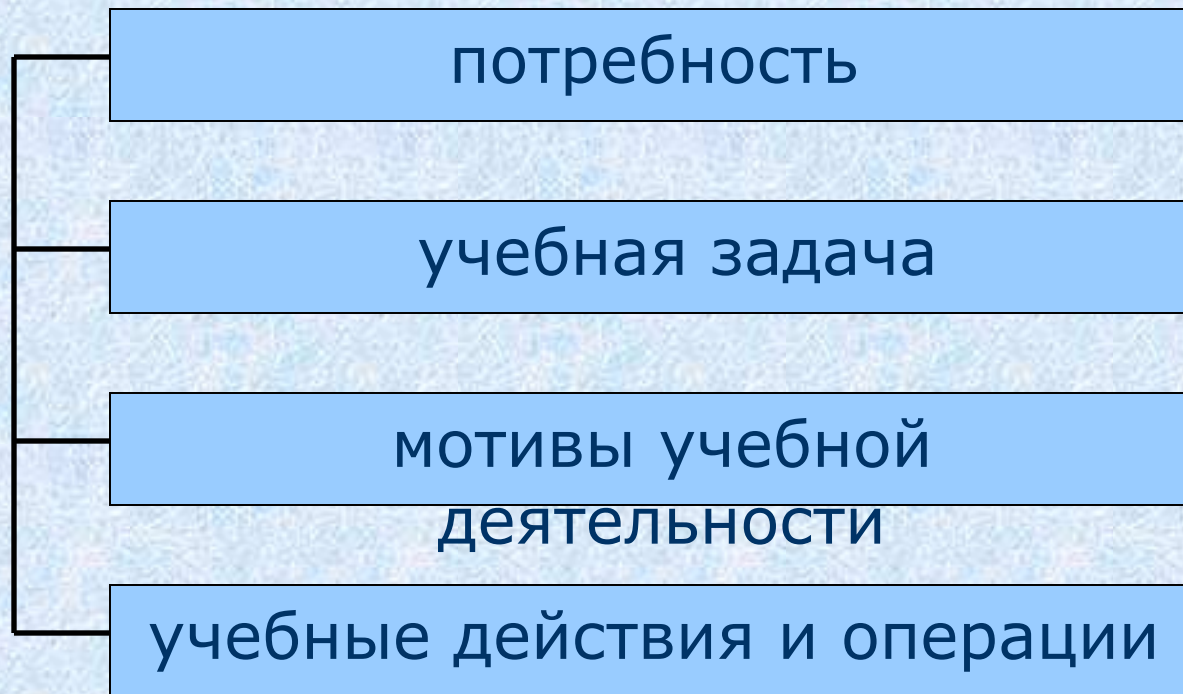 потребность
учебная задача
мотивы учебной
деятельности
учебные действия и операции